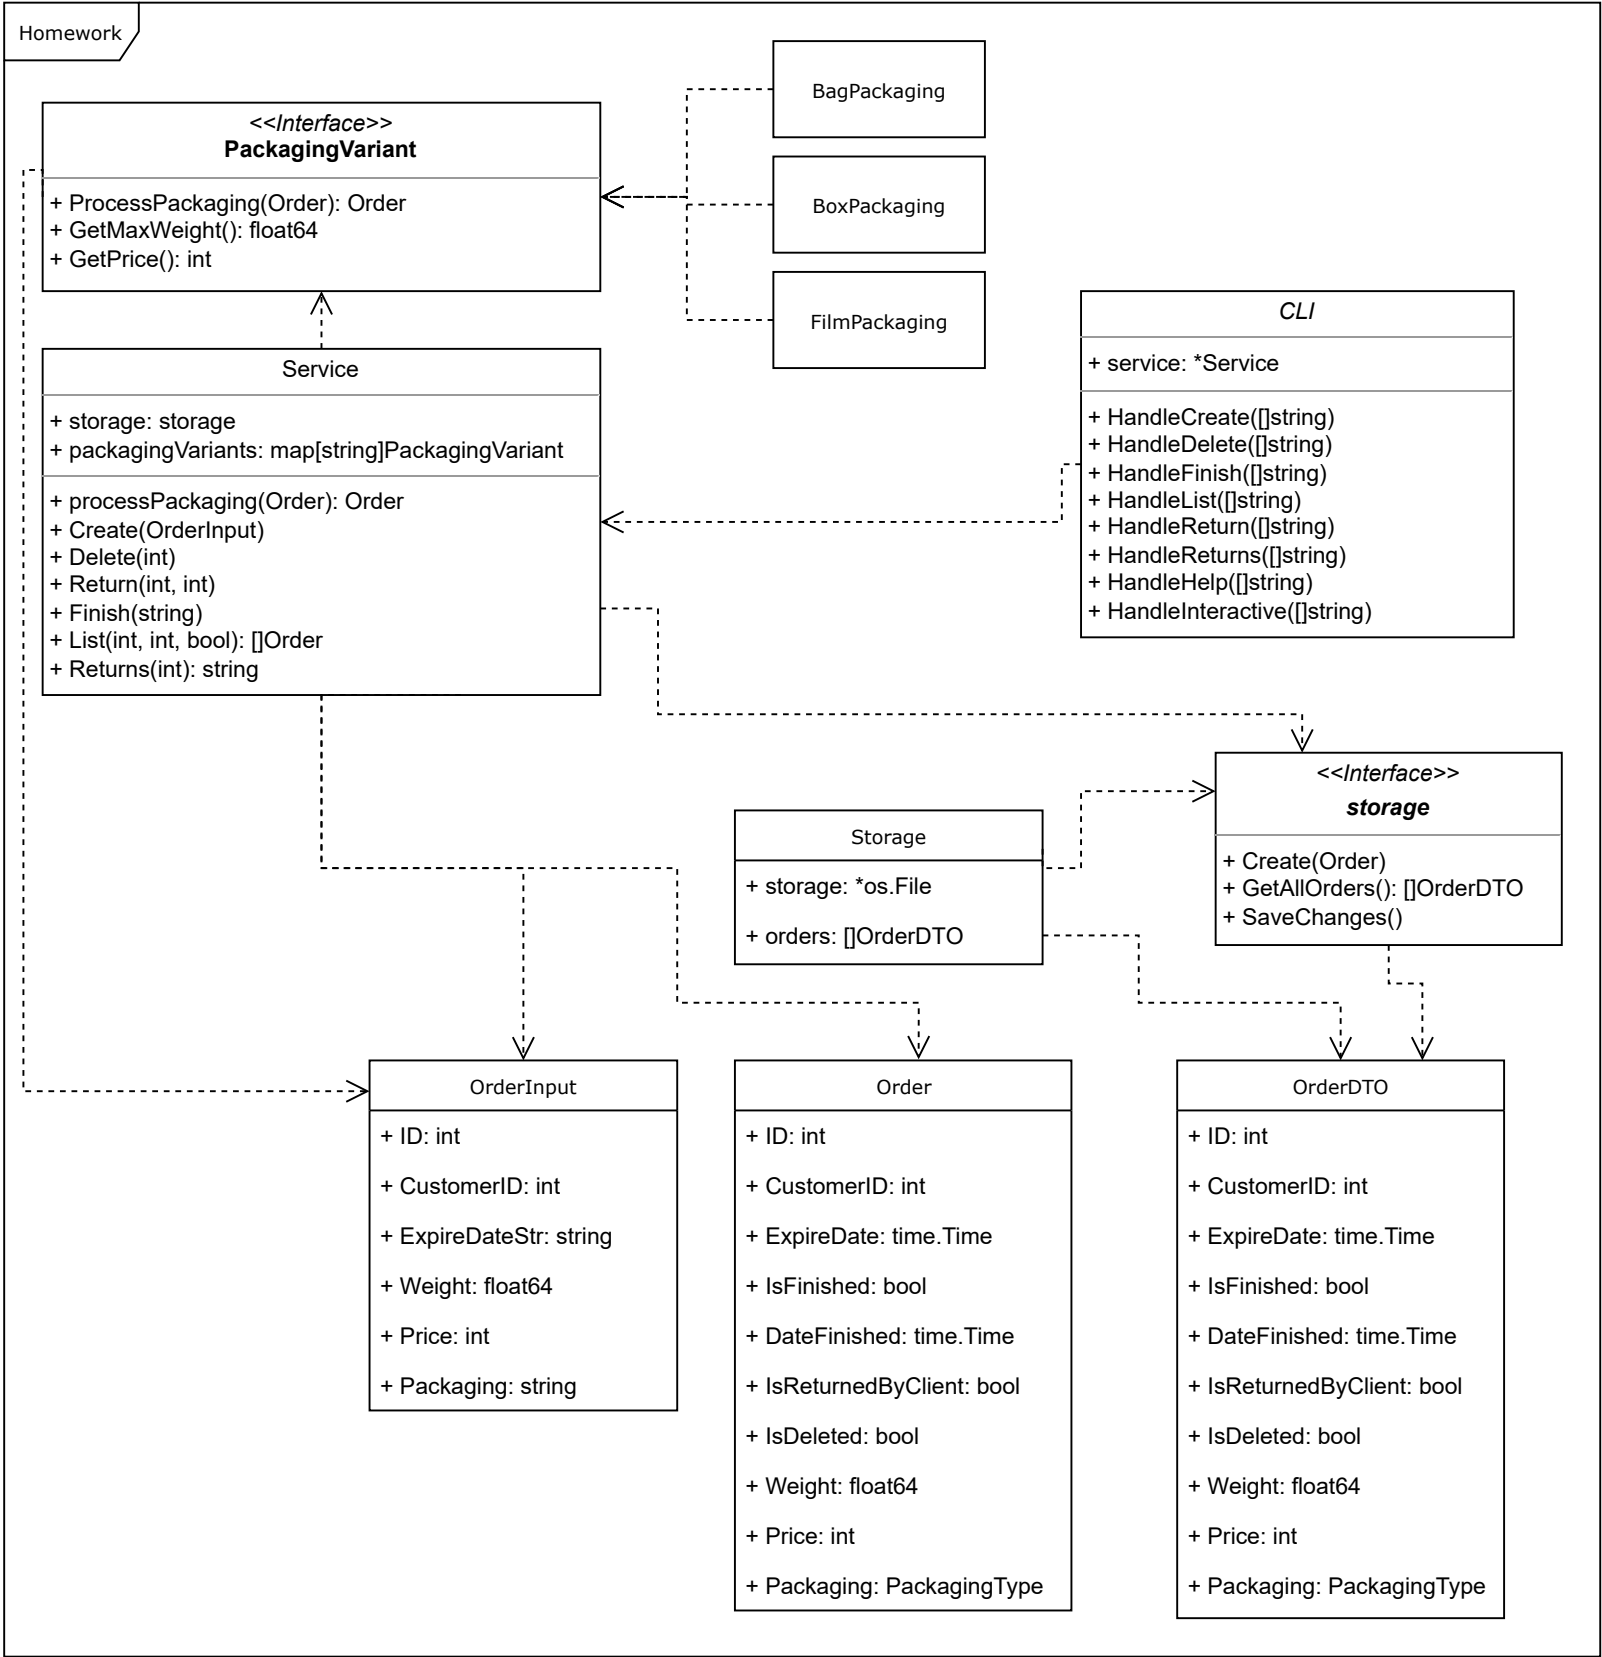 Homework
<<Interface>>
PackagingVariant
+ ProcessPackaging(Order): Order
+ GetMaxWeight(): float64
+ GetPrice(): int
BagPackaging
BoxPackaging
FilmPackaging
Service
+ storage: storage
+ packagingVariants: map[string]PackagingVariant
+ processPackaging(Order): Order
+ Create(OrderInput)
+ Delete(int)
+ Return(int, int)
+ Finish(string)
+ List(int, int, bool): []Order
+ Returns(int): string
CLI
+ service: *Service
+ HandleCreate([]string)
+ HandleDelete([]string)
+ HandleFinish([]string)
+ HandleList([]string)
+ HandleReturn([]string)
+ HandleReturns([]string)
+ HandleHelp([]string)
+ HandleInteractive([]string)
<<Interface>>
storage
+ Create(Order)
+ GetAllOrders(): []OrderDTO
+ SaveChanges()
Storage
+ storage: *os.File
+ orders: []OrderDTO
OrderInput
+ ID: int
+ CustomerID: int
+ ExpireDateStr: string
+ Weight: float64
+ Price: int
+ Packaging: string
Order
+ ID: int
+ CustomerID: int
+ ExpireDate: time.Time
+ IsFinished: bool
+ DateFinished: time.Time
+ IsReturnedByClient: bool
+ IsDeleted: bool
+ Weight: float64
+ Price: int
+ Packaging: PackagingType
OrderDTO
+ ID: int
+ CustomerID: int
+ ExpireDate: time.Time
+ IsFinished: bool
+ DateFinished: time.Time
+ IsReturnedByClient: bool
+ IsDeleted: bool
+ Weight: float64
+ Price: int
+ Packaging: PackagingType